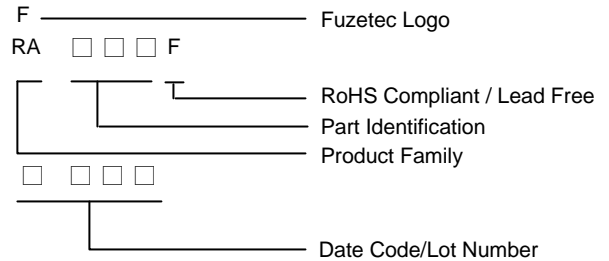 F Fuzetec Logo
RA □ □ □ F
RoHS Compliant / Lead Free
Part Identification
Product Family
□ □ □ □
Date Code/Lot Number